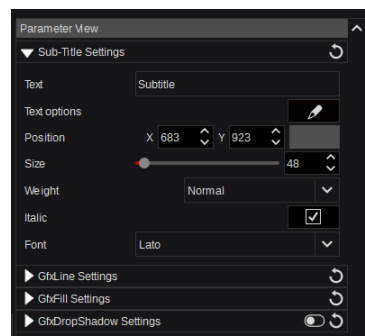 Parameter View
Sub-Title Settings
Text Subtitle
Text options
Position X 683 Y 923
Size 48
Weight Normal
Italic
Font Lato
GfxLine Settings
GfxFill Settings
GfxDropShadow Settings